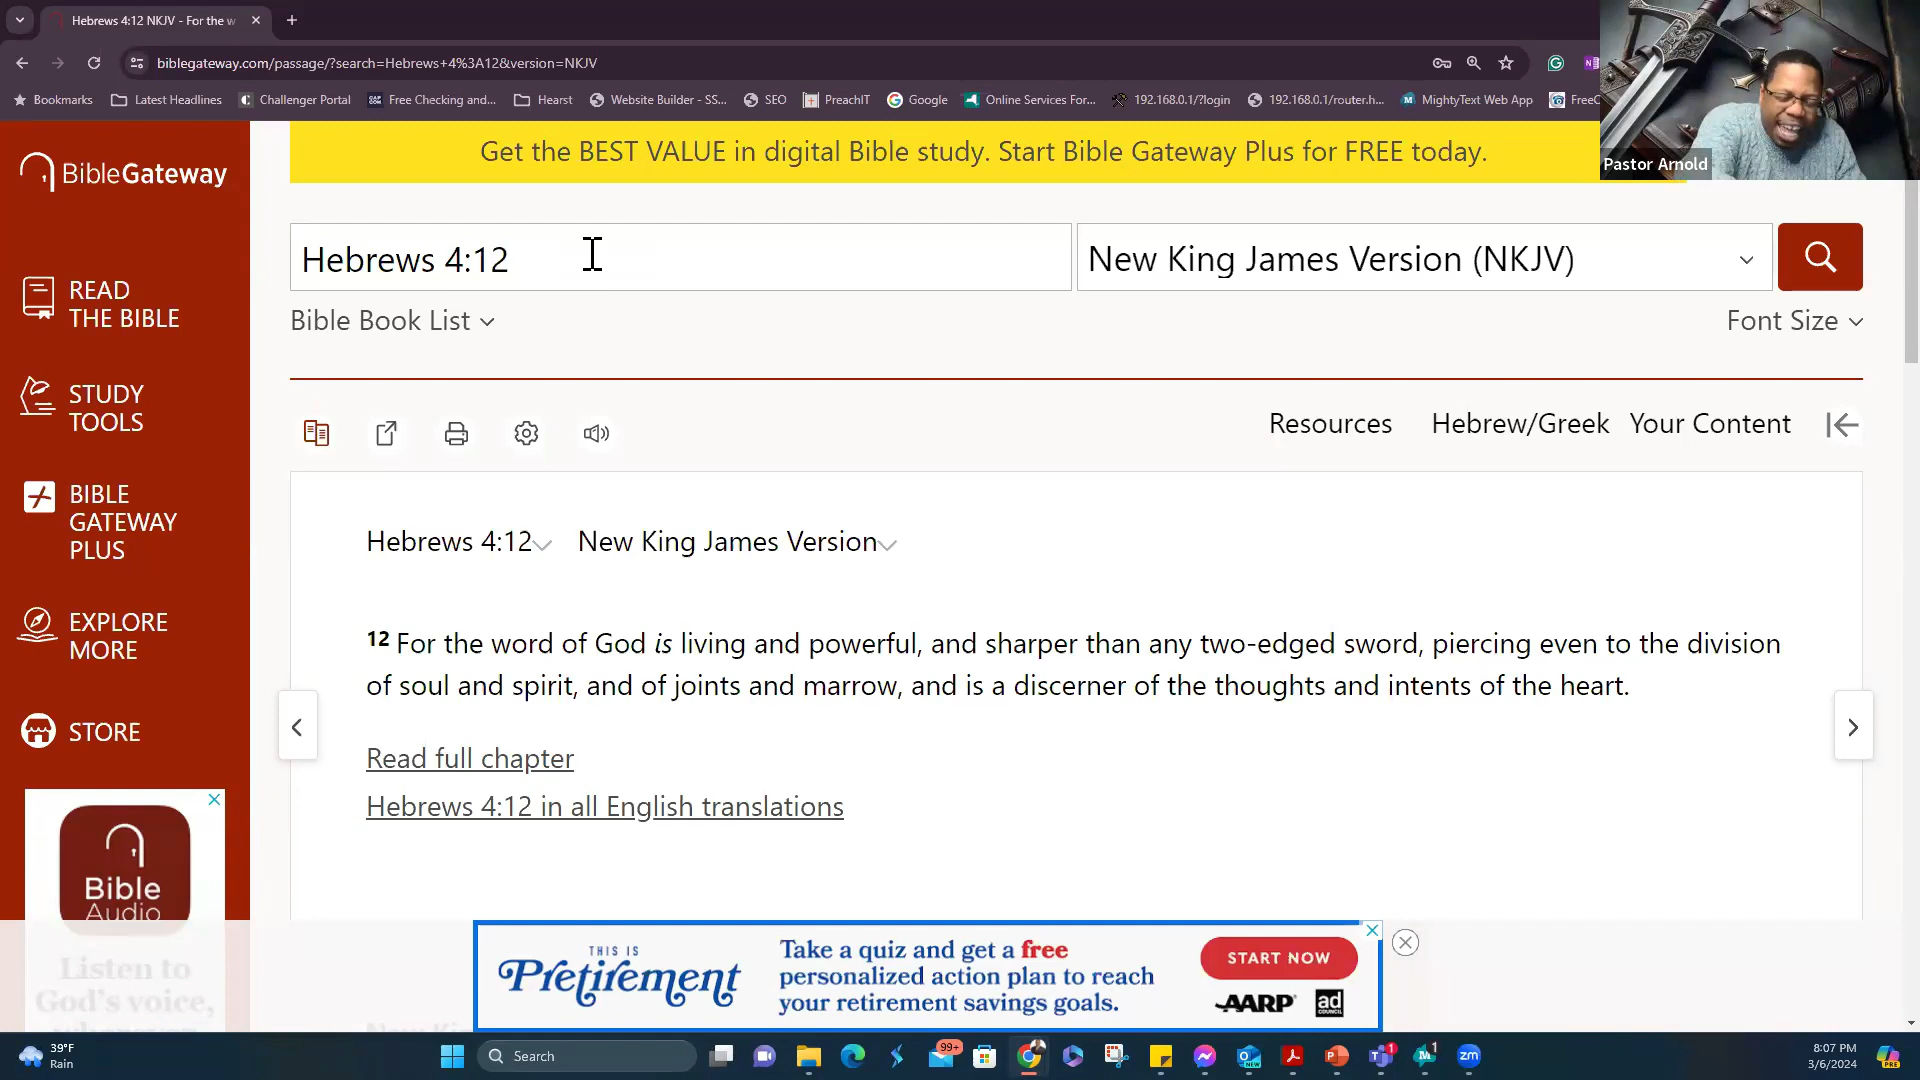 Hebrews 4:12 NKJV - For the w
biblegateway.com/passage/?search=Hebrews+4%3A12&version=NKJV
Bookmarks Latest Headlines Challenger Portal Free Checking and... Hearst Website Builder - SS... SEO PreachIT Google Online Services For... 192.168.0.1/?login 192.168.0.1/router.h... MightyText Web App FreeC
Pastor Arnold
BibleGateway
Get the BEST VALUE in digital Bible study. Start Bible Gateway Plus for FREE today.
Hebrews 4:12
New King James Version (NKJV)
Bible Book List
Font Size
READ
THE BIBLE
STUDY
TOOLS
BIBLE
GATEWAY
PLUS
EXPLORE
MORE
STORE
Resources Hebrew/Greek Your Content
Hebrews 4:12 New King James Version
12 For the word of God is living and powerful, and sharper than any two-edged sword, piercing even to the division
of soul and spirit, and of joints and marrow, and is a discerner of the thoughts and intents of the heart.
Read full chapter
Hebrews 4:12 in all English translations
Bible
Audio
Listen to
God's voice,
THIS IS
Pretirement
Take a quiz and get a free
personalized action plan to reach
your retirement savings goals.
START NOW
AARP
ad
COUNCIL
39°F
Rain
Search
99+
1
1
zm
8:07 PM
3/6/2024